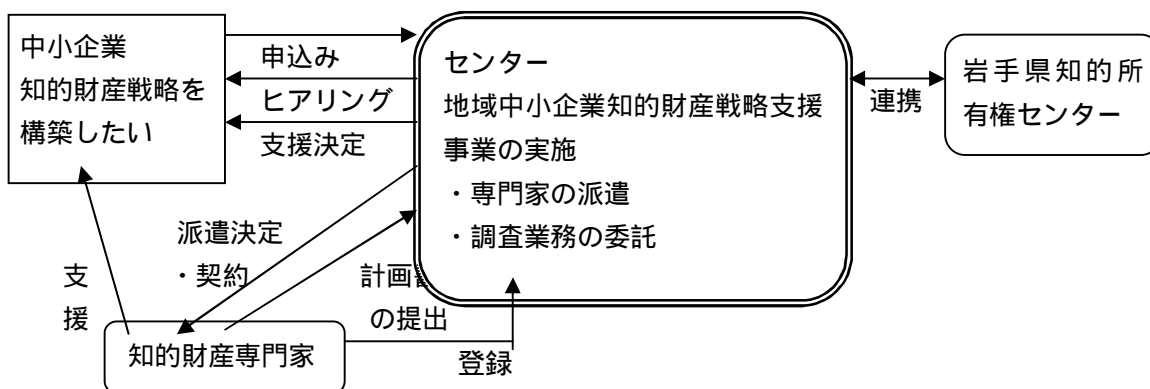 中小企業
知的財産戦略を
構築したい
申込み
ヒアリング
支援決定
センター
地域中小企業知的財産戦略支援
事業の実施
・専門家の派遣
・調査業務の委託
連携
岩手県知的所
有権センター
派遣決定
・契約
支
援
計画
の提出
登録
知的財産専門家